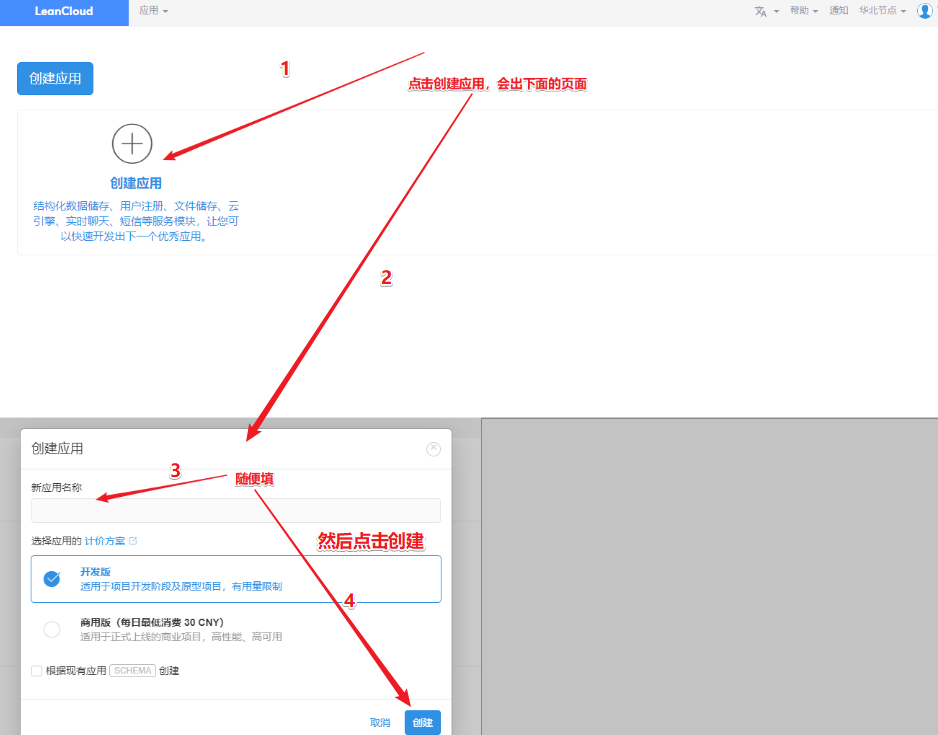 LeanCloud
应用
帮助
通知
华北节点
创建应用
1
点击创建应用，会出下面的页面
创建应用
结构化数据储存、用户注册、文件储存、云
引擎、实时聊天、短信等服务模块，让您可
以快速开发出下一个优秀应用。
2
创建应用
3
随便填
新应用名称
然后点击创建
选择应用的 计价方案
开发版
适用于项目开发阶段及原型项目，有用量限制
4
商用版（每日最低消费 30 CNY）
适用于正式上线的商业项目，高性能、高可用
根据现有应用 SCHEMA 创建
取消
创建